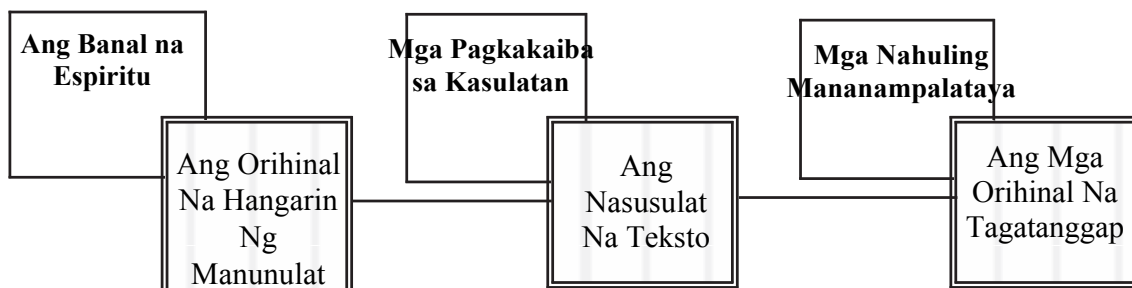 Ang Banal na
Espiritu
Mga Pagkakaiba
sa Kasulatan
Mga Nahuling
Mananampalataya
Ang Orihinal
Na Hangarin
Ng
Manunulat
Ang
Nasusulat
Na Teksto
Ang Mga
Orihinal Na
Tagatanggap